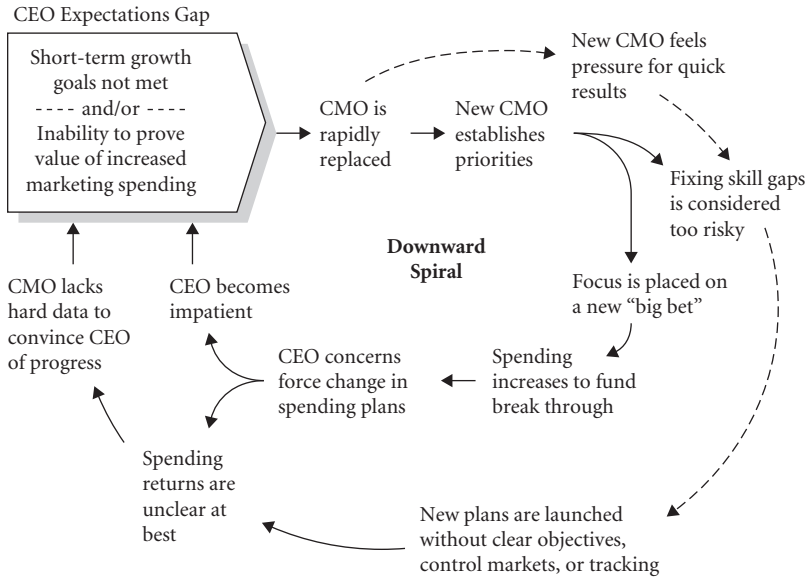 CEO Expectations Gap
Short-term growth
goals not met
---- and/or ----
Inability to prove
value of increased
marketing spending
CMO is
rapidly
replaced
New CMO
establishes
priorities
New CMO feels
pressure for quick
results
Fixing skill gaps
is considered
too risky
Downward
Spiral
Focus is placed on
a new “big bet”
Spending
increases to fund
break through
CEO concerns
force change in
spending plans
CEO becomes
impatient
CMO lacks
hard data to
convince CEO
of progress
Spending
returns are
unclear at
best
New plans are launched
without clear objectives,
control markets, or tracking